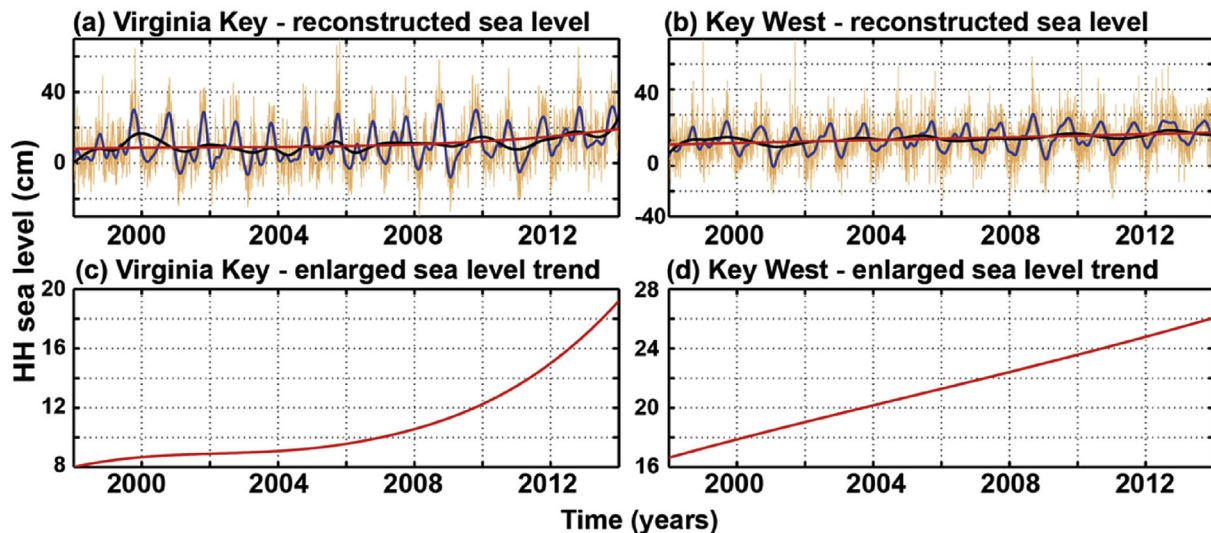 (a) Virginia Key - reconstructed sea level
(b) Key West - reconstructed sea level
40
0
2000 2004 2008 2012
40
0
-40
2000 2004 2008 2012
HH sea level (cm)
(c) Virginia Key - enlarged sea level trend
(d) Key West - enlarged sea level trend
20
16
12
8
2000 2004 2008 2012
28
24
20
16
2000 2004 2008 2012
Time (years)